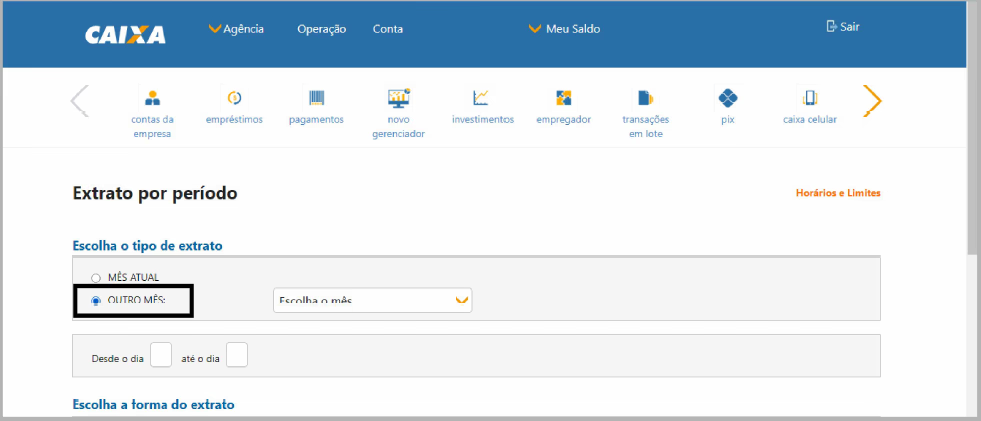 CAIXA Agência Operação Conta Meu Saldo Sair
contas da empresa
empréstimos
pagamentos
novo gerenciador
investimentos
empregador
transações em lote
pix
caixa celular
Extrato por período
Horários e Limites
Escolha o tipo de extrato
MÊS ATUAL
OUTRO MÊS: Escolha o mês
Desde o dia até o dia
Escolha a forma do extrato